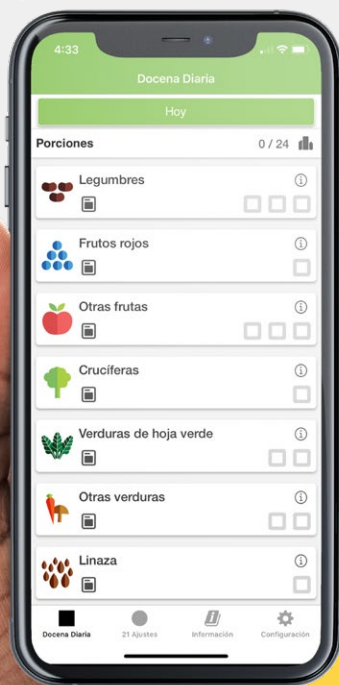 4:33
Docena Diaria
Hoy
Porciones 0 / 24
Legumbres
Frutos rojos
Otras frutas
Crucíferas
Verduras de hoja verde
Otras verduras
Linaza
Docena Diaria 21 Ajustes Información Configuración